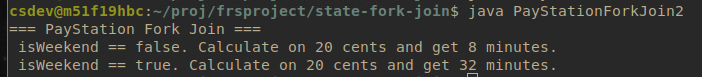 csdev@m51f19hbc:~/proj/frsproject/state-fork-join$ java PayStationForkJoin2
=== PayStation Fork Join ===
 isWeekend == false. Calculate on 20 cents and get 8 minutes.
 isWeekend == true. Calculate on 20 cents and get 32 minutes.